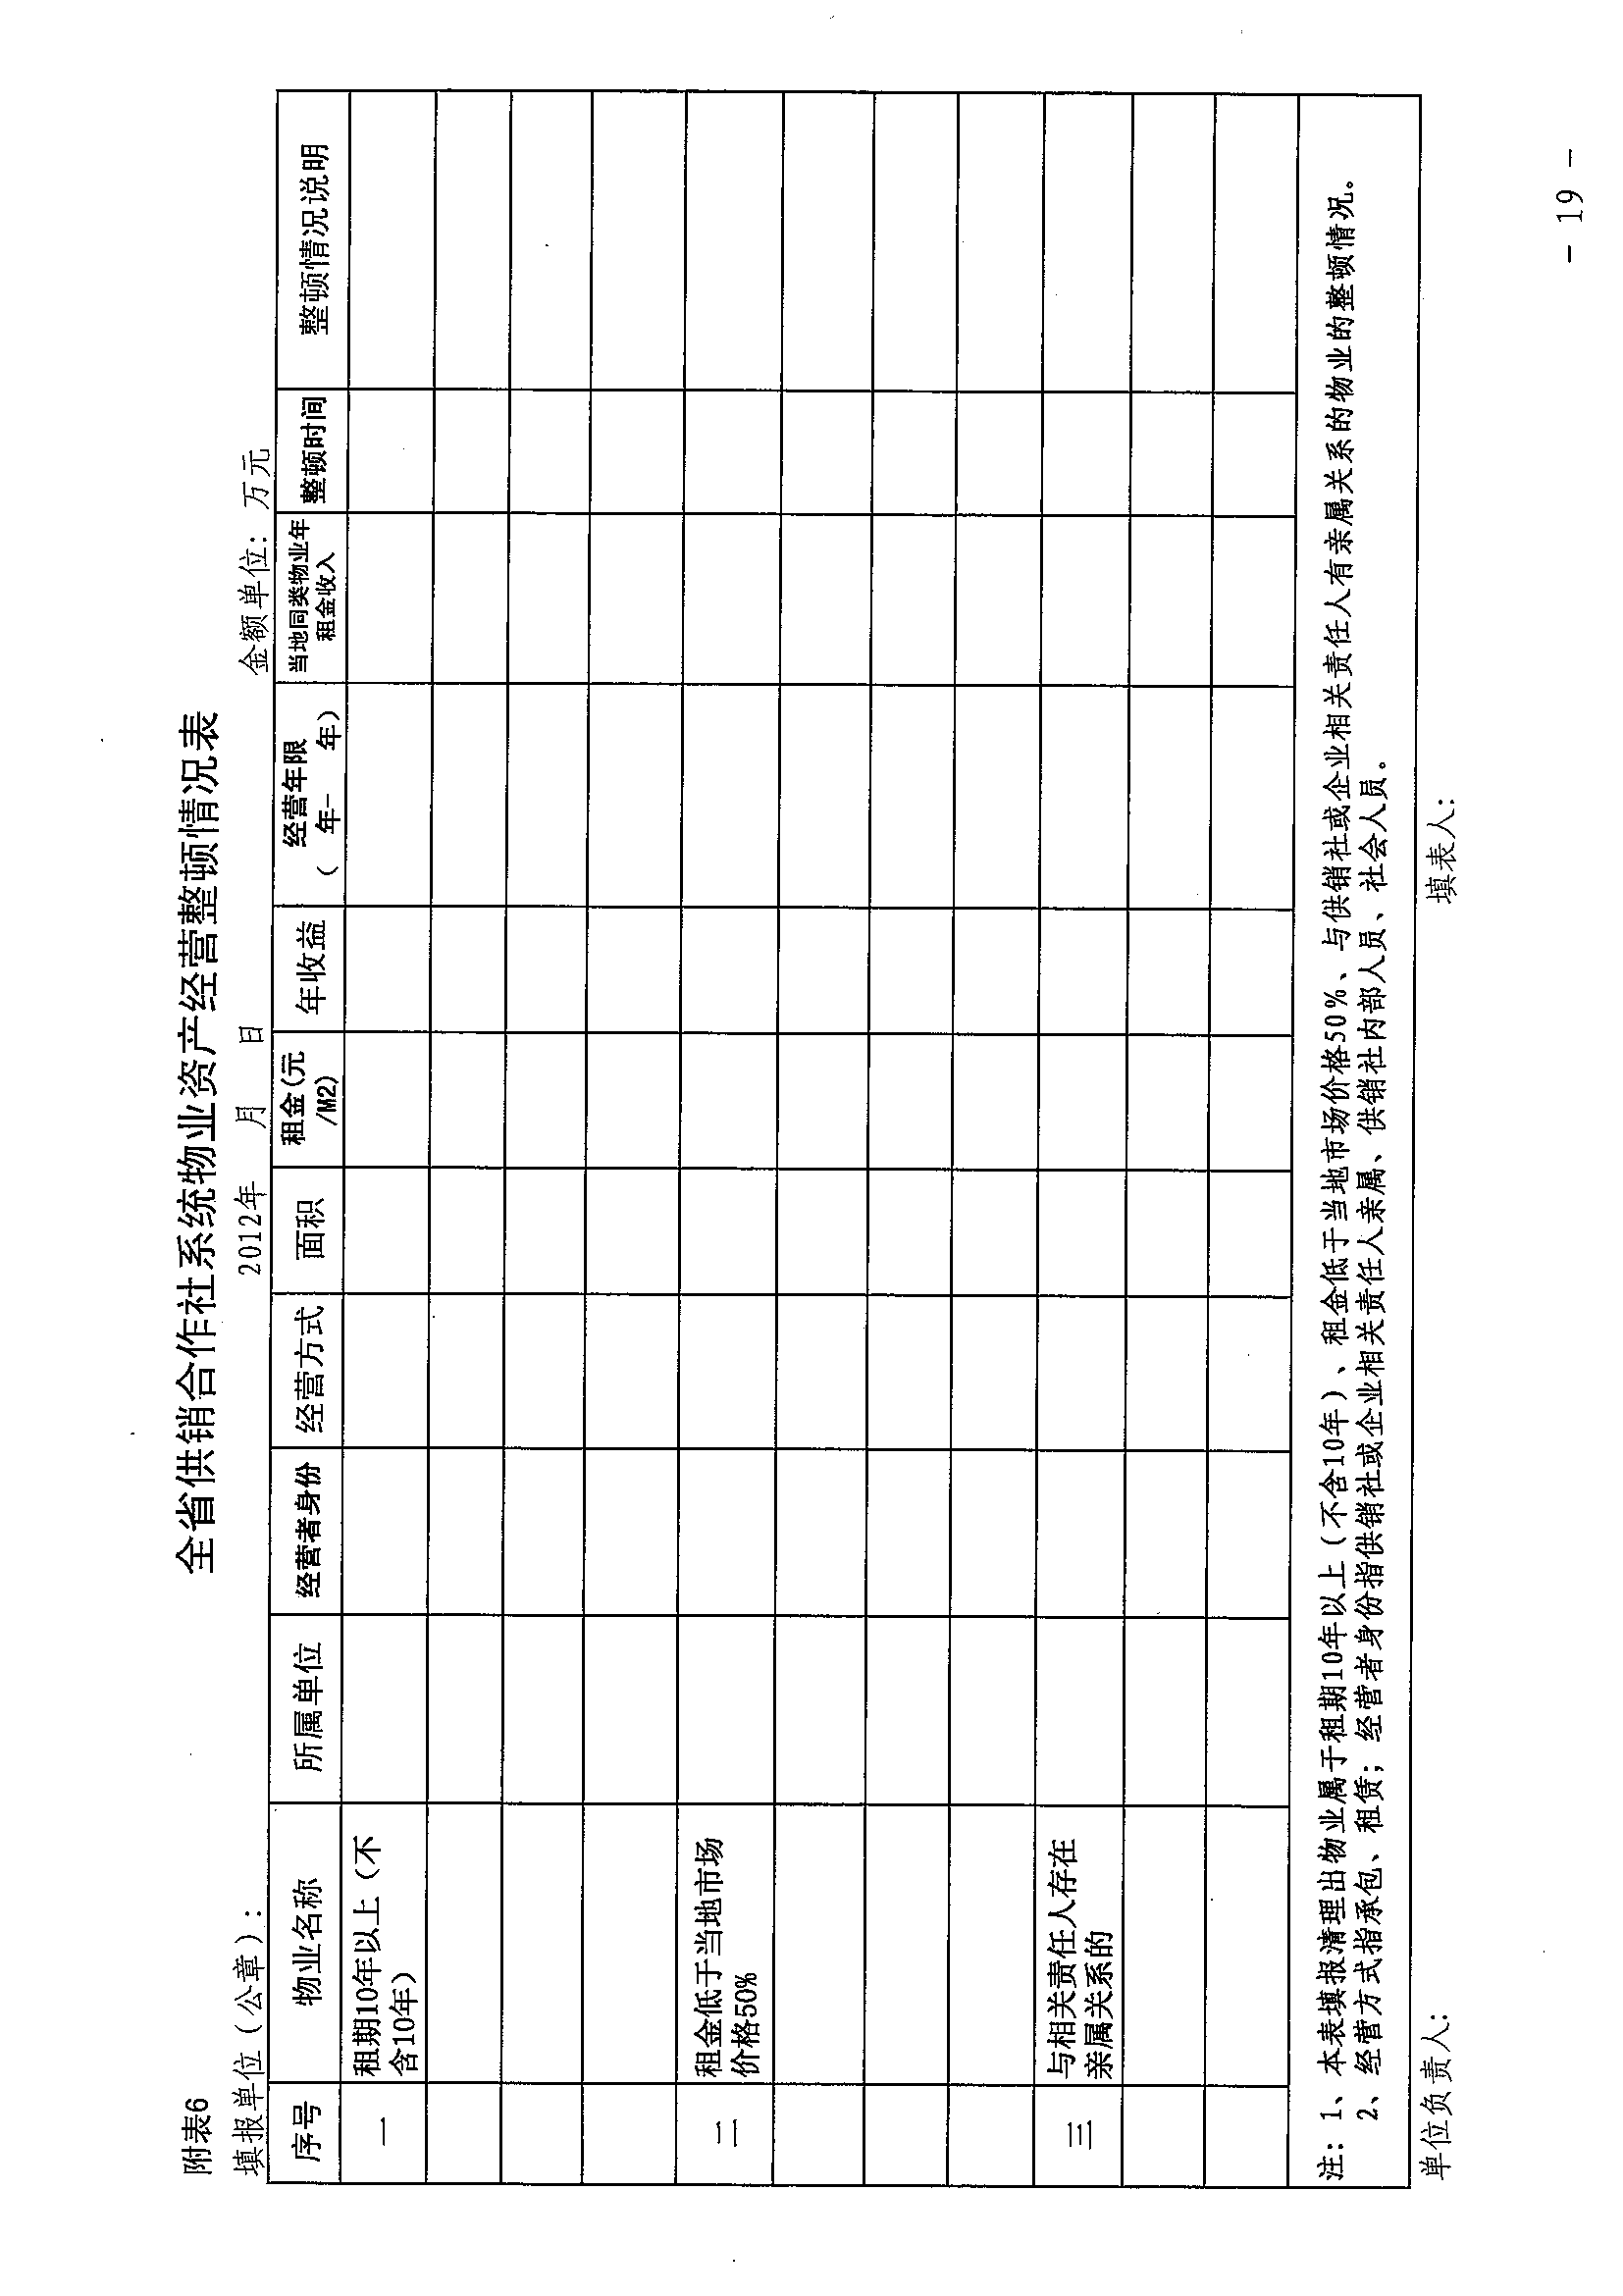 附表6
全省供销合作社系统物业资产经营整顿情况表
填报单位（公章）： 2012年 月 日 金额单位：万元
序号 物业名称 所属单位 经营者身份 经营方式 面积 租金(元/M2) 年收益 经营年限（ 年— 年） 当地同类物业年租金收入 整顿时间 整顿情况说明
一 租期10年以上（不
含10年）
二 租金低于当地市场
价格50%
三 与相关责任人存在
亲属关系的
注：1、本表填报清理出物业属于租期10年以上（不含10年）、租金低于当地市场价格50%、与供销社或企业相关责任人有亲属关系的物业的整顿情况。
2、经营方式指承包、租赁；经营者身份指供销社或企业相关责任人亲属、供销社内部人员、社会人员。
单位负责人： 填表人：
- 19 -